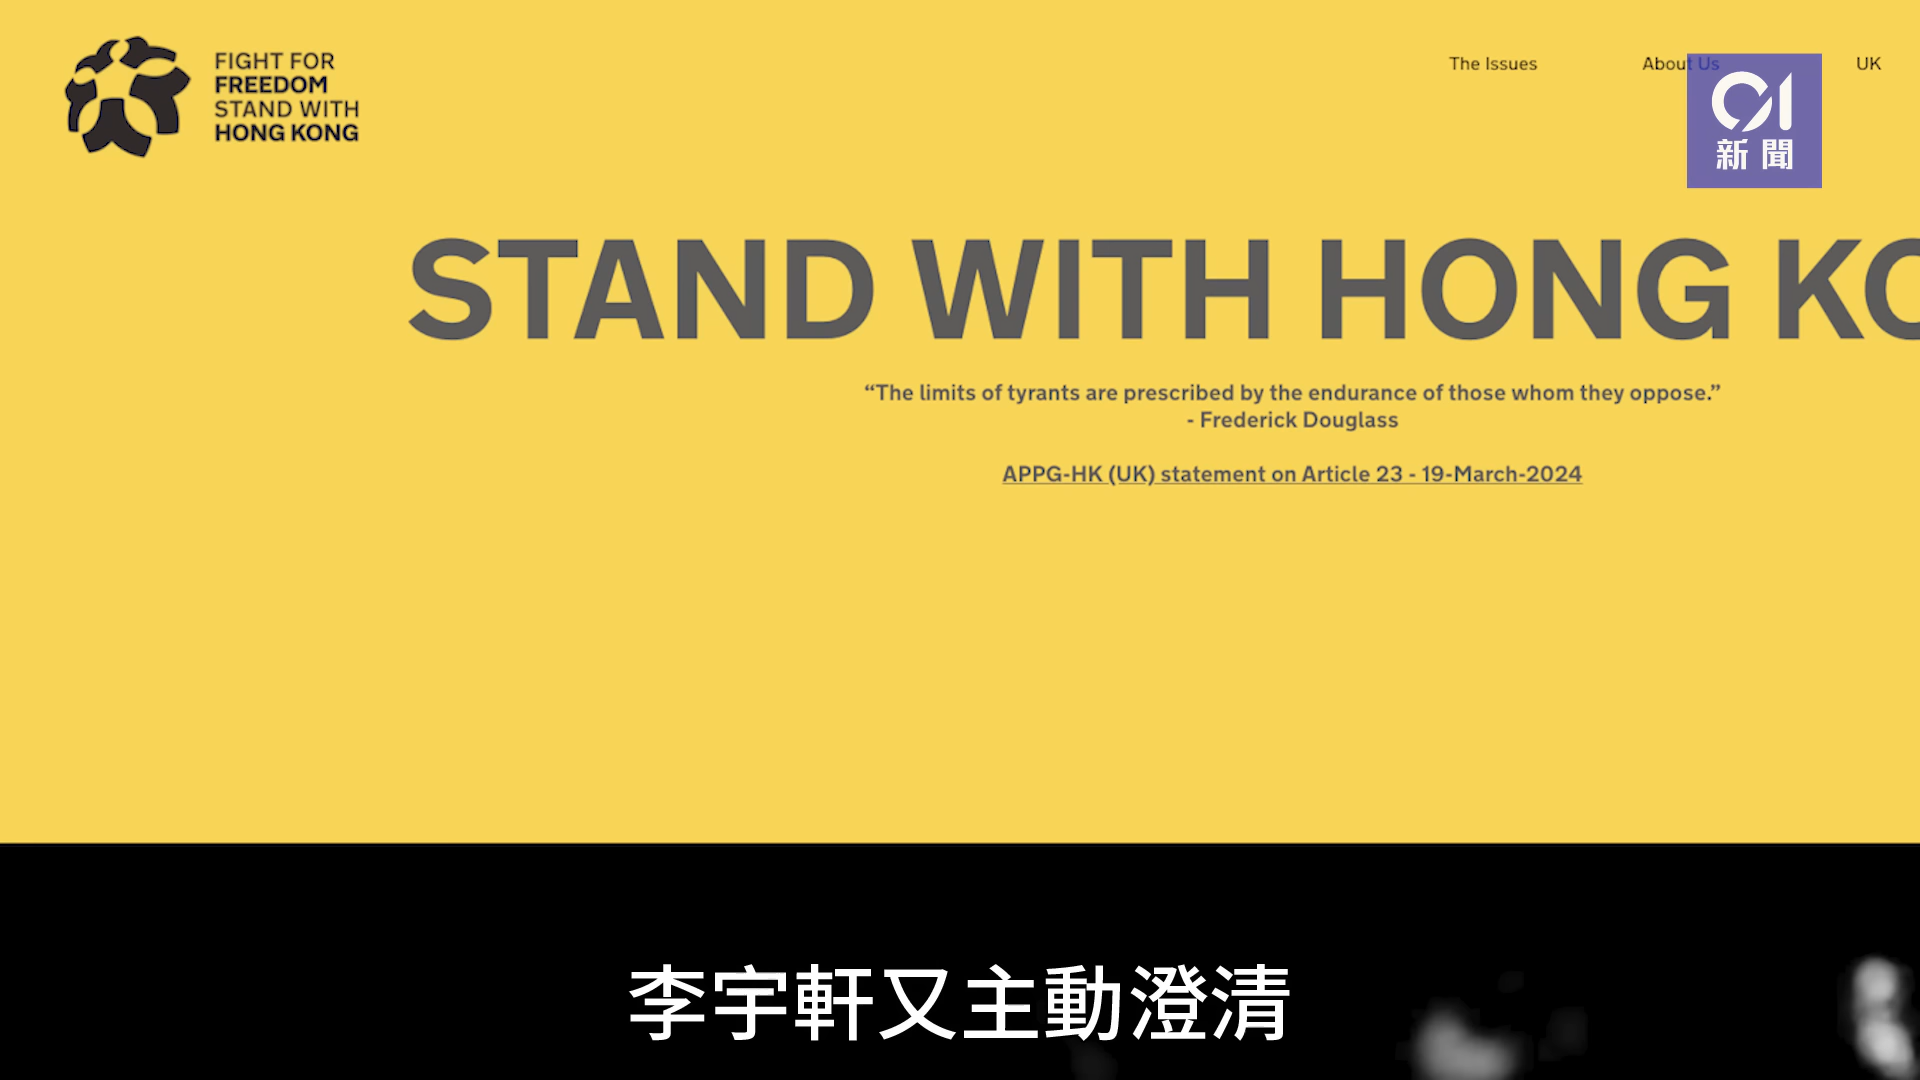 FIGHT FOR
FREEDOM
STAND WITH
HONG KONG
The Issues
About Us
UK
01
新聞
STAND WITH HONG KO
“The limits of tyrants are prescribed by the endurance of those whom they oppose.”
- Frederick Douglass
APPG-HK (UK) statement on Article 23 - 19-March-2024
李宇軒又主動澄清